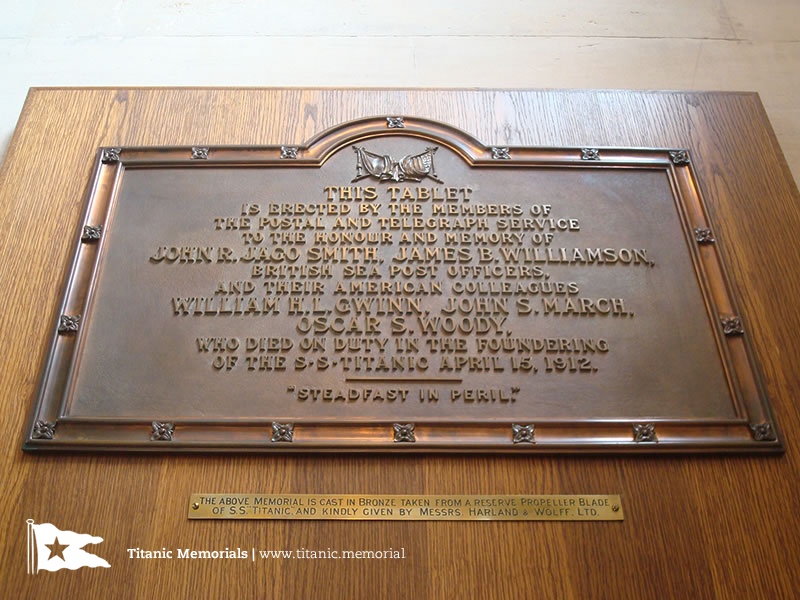 THIS TABLET
IS ERECTED BY THE MEMBERS OF
THE POSTAL AND TELEGRAPH SERVICE
TO THE HONOUR AND MEMORY OF
JOHN R. JAGO SMITH, JAMES B. WILLIAMSON,
BRITISH SEA POST OFFICERS,
AND THEIR AMERICAN COLLEAGUES
WILLIAM H. L. GWINN, JOHN S. MARCH,
OSCAR S. WOODY,
WHO DIED ON DUTY IN THE FOUNDERING
OF THE S·S·TITANIC APRIL 15, 1912.
"STEADFAST IN PERIL."
THE ABOVE MEMORIAL IS CAST IN BRONZE TAKEN FROM A RESERVE PROPELLER BLADE
OF S.S. "TITANIC," AND KINDLY GIVEN BY MESSRS. HARLAND & WOLFF. LTD.
Titanic Memorials | www.titanic.memorial